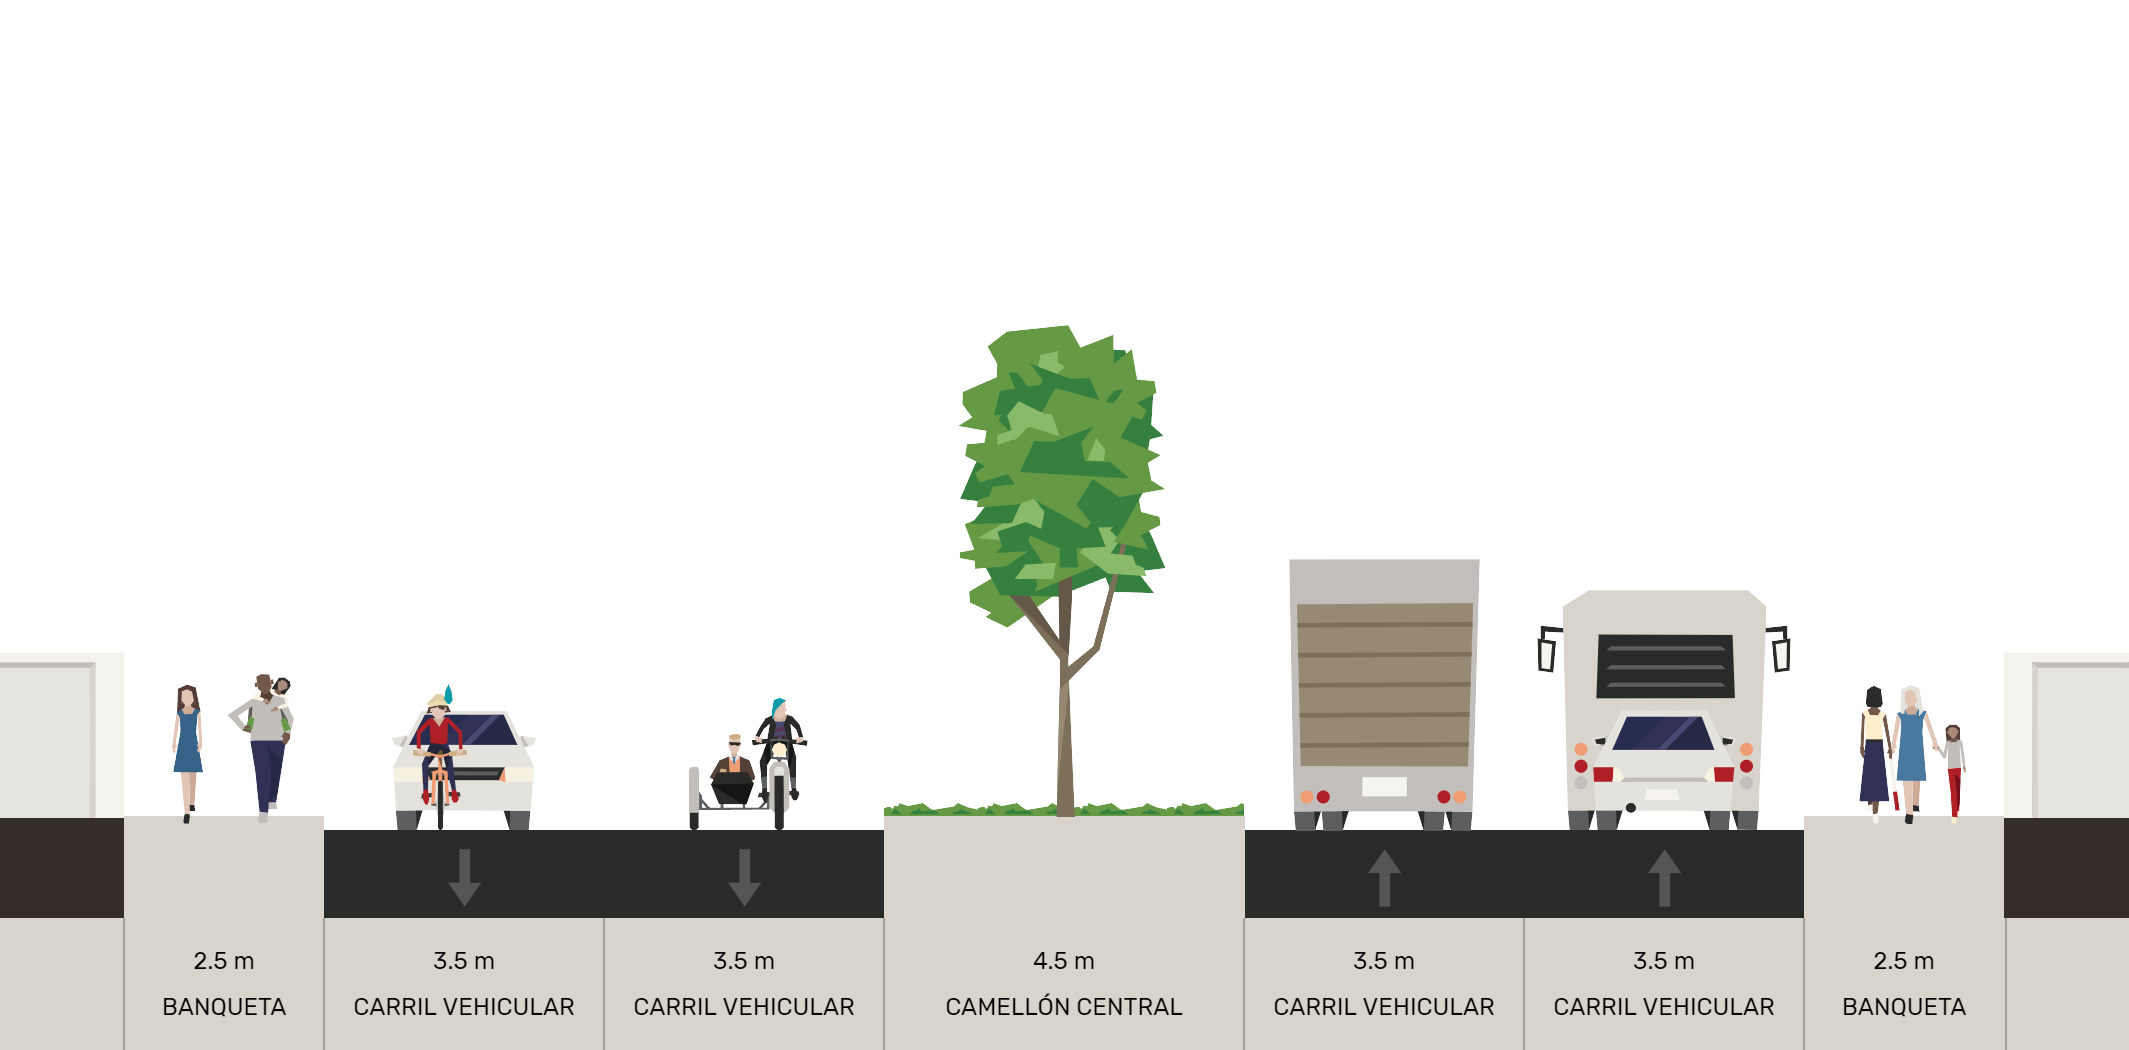 2.5 m
BANQUETA
3.5 m
CARRIL VEHICULAR
3.5 m
CARRIL VEHICULAR
4.5 m
CAMELLÓN CENTRAL
3.5 m
CARRIL VEHICULAR
3.5 m
CARRIL VEHICULAR
2.5 m
BANQUETA